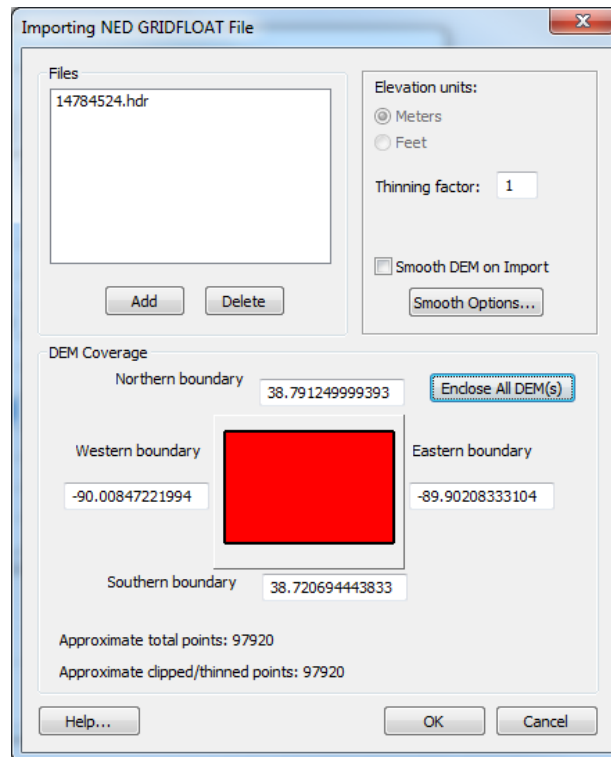 Importing NED GRIDFLOAT File
Files
14784524.hdr
Add
Delete
Elevation units:
Meters
Feet
Thinning factor: 1
Smooth DEM on Import
Smooth Options...
DEM Coverage
Northern boundary 38.791249999393
Enclose All DEM(s)
Western boundary
-90.00847221994
Eastern boundary
-89.90208333104
Southern boundary 38.720694443833
Approximate total points: 97920
Approximate clipped/thinned points: 97920
Help...
OK
Cancel